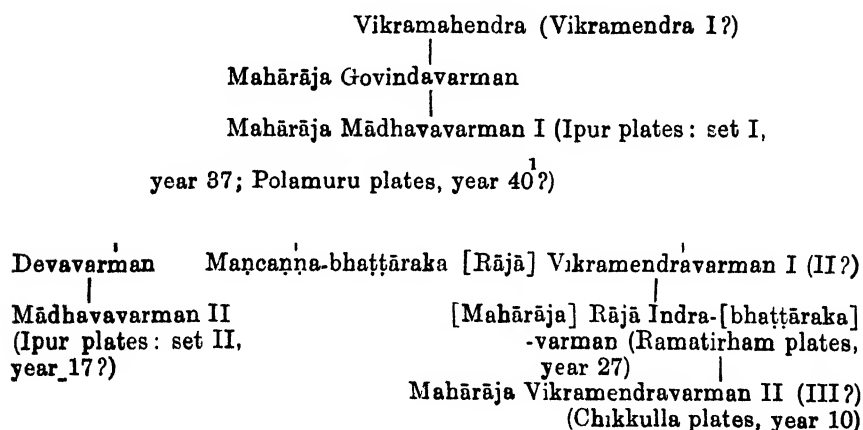 Vikramahendra (Vikramendra I?)
Mahārāja Govindavarman
Mahārāja Mādhavavarman I (Ipur plates: set I,
year 37; Polamuru plates, year 40¹?)
Devavarman Maṇcaṇṇa-bhaṭṭāraka [Rājā] Vikramendravarman I (II?)
Mādhavavarman II [Mahārāja] Rājā Indra-[bhaṭṭāraka]
(Ipur plates: set II, -varman (Ramatirham plates,
year 17?) year 27)
Mahārāja Vikramendravarman II (III?)
(Chikkulla plates, year 10)